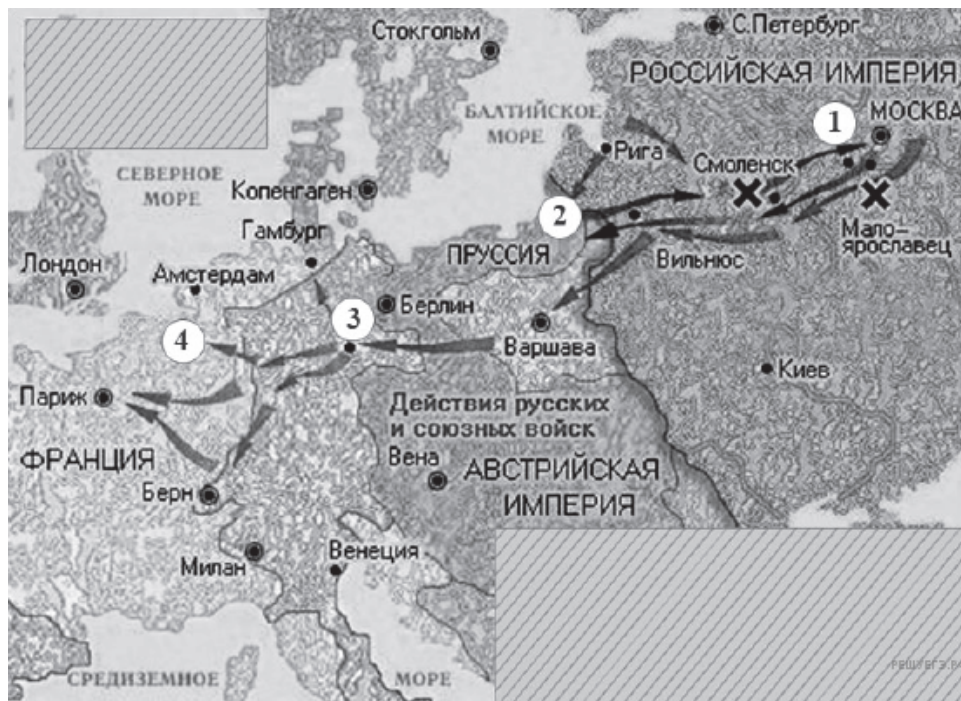 Стокгольм
С.Петербург
РОССИЙСКАЯ ИМПЕРИЯ
БАЛТИЙСКОЕ
МОРЕ
1
МОСКВА
СЕВЕРНОЕ
МОРЕ
Рига
Смоленск
Копенгаген
2
Мало-
ярославец
Гамбург
ПРУССИЯ
Вильнюс
Лондон
Амстердам
Берлин
3
4
Варшава
Киев
Париж
Действия русских
и союзных войск
ФРАНЦИЯ
Вена
АВСТРИЙСКАЯ
ИМПЕРИЯ
Берн
Милан
Венеция
СРЕДИЗЕМНОЕ
МОРЕ
РЕШУЕГЭ.РФ